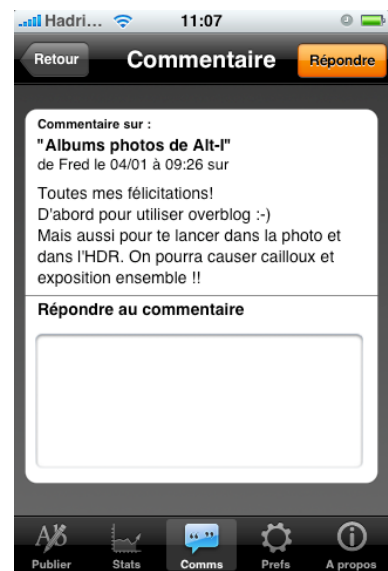 Hadri... 11:07
Retour Commentaire Répondre
Commentaire sur :
"Albums photos de Alt-I"
de Fred le 04/01 à 09:26 sur
Toutes mes félicitations!
D'abord pour utiliser overblog :-)
Mais aussi pour te lancer dans la photo et
dans l'HDR. On pourra causer cailloux et
exposition ensemble !!
Répondre au commentaire
Publier Stats Comms Prefs A propos